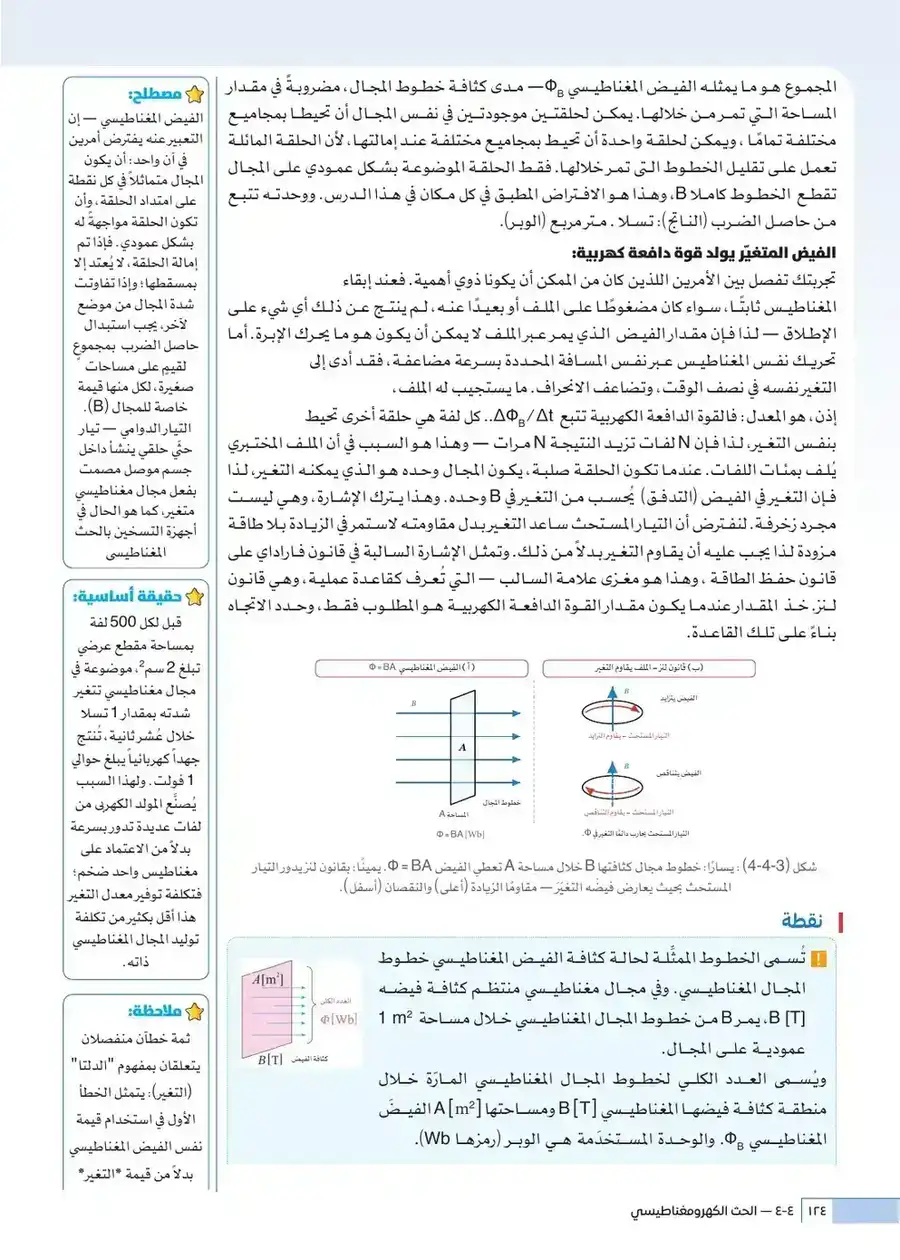 المجموع هو ما يمثله الفيض المغناطيسي ΦB— مدى كثافة خطوط المجال، مضروبةً في مقدار
المساحة التي تمر من خلالها. يمكن لحلقتين موجودتين في نفس المجال أن تحيطا بمجاميع
مختلفة تمامًا، ويمكن لحلقة واحدة أن تحيط بمجاميع مختلفة عند إمالتها، لأن الحلقة المائلة
تعمل على تقليل الخطوط التي تمر خلالها. فقط الحلقة الموضوعة بشكل عمودي على المجال
تقطع الخطوط كاملا B، وهذا هو الافتراض المطبق في كل مكان في هذا الدرس. ووحدته تتبع
من حاصل الضرب (الناتج): تسلا . متر مربع (الوبر).
الفيض المتغيّر يولد قوة دافعة كهربية:
تجربتك تفصل بين الأمرين اللذين كان من الممكن أن يكونا ذوي أهمية. فعند إبقاء
المغناطيس ثابتًا، سواء كان مضغوطًا على الملف أو بعيدًا عنه، لم ينتج عن ذلك أي شيء على
الإطلاق — لذا فإن مقدار الفيض الذي يمر عبر الملف لا يمكن أن يكون هو ما يحرك الإبرة. أما
تحريك نفس المغناطيس عبر نفس المسافة المحددة بسرعة مضاعفة، فقد أدى إلى
التغير نفسه في نصف الوقت، وتضاعف الانحراف. ما يستجيب له الملف،
إذن، هو المعدل: فالقوة الدافعة الكهربية تتبع ΔΦB/Δt.. كل لفة هي حلقة أخرى تحيط
بنفس التغير، لذا فإن N لفات تزيد النتيجة N مرات — وهذا هو السبب في أن الملف المختبري
يُلف بمئات اللفات. عندما تكون الحلقة صلبة، يكون المجال وحده هو الذي يمكنه التغير، لذا
فإن التغير في الفيض (التدفق) يُحسب من التغير في B وحده. وهذا يترك الإشارة، وهي ليست
مجرد زخرفة. لنفترض أن التيار المستحث ساعد التغير بدل مقاومته لاستمر في الزيادة بلا طاقة
مزودة لذا يجب عليه أن يقاوم التغير بدلاً من ذلك. وتمثل الإشارة السالبة في قانون فاراداي على
قانون حفظ الطاقة ، وهذا هو مغزى علامة السالب — التي تُعرف كقاعدة عملية، وهي قانون
لنز. خذ المقدار عندما يكون مقدار القوة الدافعة الكهربية هو المطلوب فقط، وحدد الاتجاه
بناءً على تلك القاعدة.
(ب) قانون لنز – الملف يقاوم التغير
الفيض يتزايد
B
التيار المستحث – يقاوم التزايد
الفيض يتناقص
B
التيار المستحث – يقاوم التناقص
التيار المستحث يحارب دائمًا التغير في Φ.
(أ) الفيض المغناطيسي Φ=BA
B
A
خطوط المجال
المساحة A
Φ=BA [Wb]
شكل (3-4-4) : يسارًا: خطوط مجال كثافتها B خلال مساحة A تعطي الفيض Φ = BA. يمينًا: بقانون لنز يدور التيار
المستحث بحيث يعارض فيضُه التغيّر — مقاومًا الزيادة (أعلى) والنقصان (أسفل).
نقطة
تُسمى الخطوط الممثَّلة لحالة كثافة الفيض المغناطيسي خطوط
المجال المغناطيسي. وفي مجال مغناطيسي منتظم كثافة فيضه
B [T]، يمر B من خطوط المجال المغناطيسي خلال مساحة 1 m²
عمودية على المجال.
ويُسمى العدد الكلي لخطوط المجال المغناطيسي المارّة خلال
منطقة كثافة فيضها المغناطيسي B [T] ومساحتها A [m²] الفيضَ
المغناطيسي ΦB. والوحدة المستخدَمة هي الوبر (رمزها Wb).
A[m²]
العدد الكلي
Φ[Wb]
B[T]
كثافة الفيض
مصطلح:
الفيض المغناطيسي — إن
التعبير عنه يفترض أمرين
في آن واحد: أن يكون
المجال متماثلاً في كل نقطة
على امتداد الحلقة، وأن
تكون الحلقة مواجهةً له
بشكل عمودي. فإذا تم
إمالة الحلقة، لا يُعتد إلا
بمسقطها؛ وإذا تفاوتت
شدة المجال من موضع
لآخر، يجب استبدال
حاصل الضرب بمجموعٍ
لقيمٍ على مساحات
صغيرة، لكل منها قيمة
خاصة للمجال (B).
التيار الدوامي — تيار
حثّي حلقي ينشأ داخل
جسم موصل مصمت
بفعل مجال مغناطيسي
متغير، كما هو الحال في
أجهزة التسخين بالحث
المغناطيسي
حقيقة أساسية:
قبل لكل 500 لفة
بمساحة مقطع عرضي
تبلغ 2 سم²، موضوعة في
مجال مغناطيسي تتغير
شدته بمقدار 1 تسلا
خلال عُشر ثانية، تُنتج
جهداً كهربائياً يبلغ حوالي
1 فولت. ولهذا السبب
يُصنَّع المولد الكهربى من
لفات عديدة تدور بسرعة
بدلاً من الاعتماد على
مغناطيس واحد ضخم؛
فتكلفة توفير معدل التغير
هذا أقل بكثير من تكلفة
توليد المجال المغناطيسي
ذاته.
ملاحظة:
ثمة خطآن منفصلان
يتعلقان بمفهوم "الدلتا"
(التغير): يتمثل الخطأ
الأول في استخدام قيمة
نفس الفيض المغناطيسي
بدلاً من قيمة *التغير*
١٢٤
٤-٤ — الحث الكهرومغناطيسي